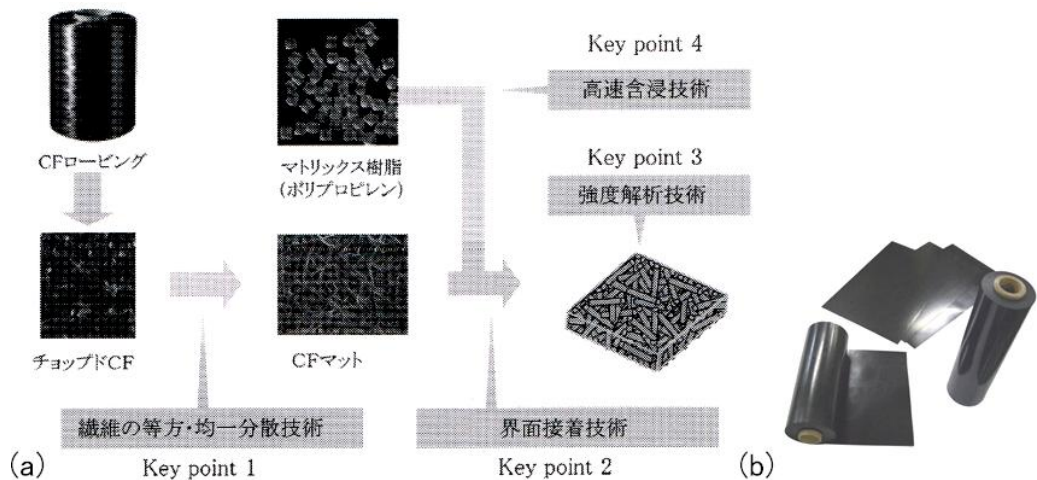 CFロービング
マトリックス樹脂
(ポリプロピレン)
Key point 4
高速含浸技術
Key point 3
強度解析技術
チョップドCF
CFマット
繊維の等方・均一分散技術
Key point 1
界面接着技術
Key point 2
(a)
(b)